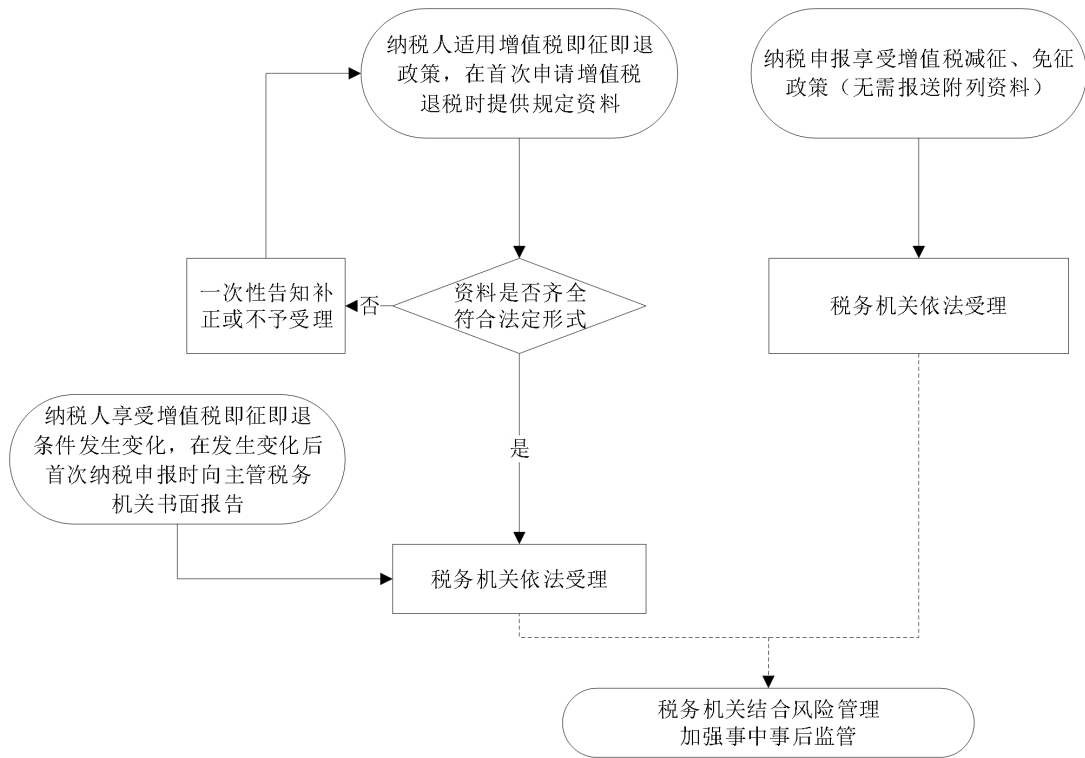 纳税人适用增值税即征即退
政策，在首次申请增值税
退税时提供规定资料
纳税申报享受增值税减征、免征
政策（无需报送附列资料）
一次性告知补
正或不予受理
否
资料是否齐全
符合法定形式
税务机关依法受理
纳税人享受增值税即征即退
条件发生变化，在发生变化后
首次纳税申报时向主管税务
机关书面报告
是
税务机关依法受理
税务机关结合风险管理
加强事中事后监管